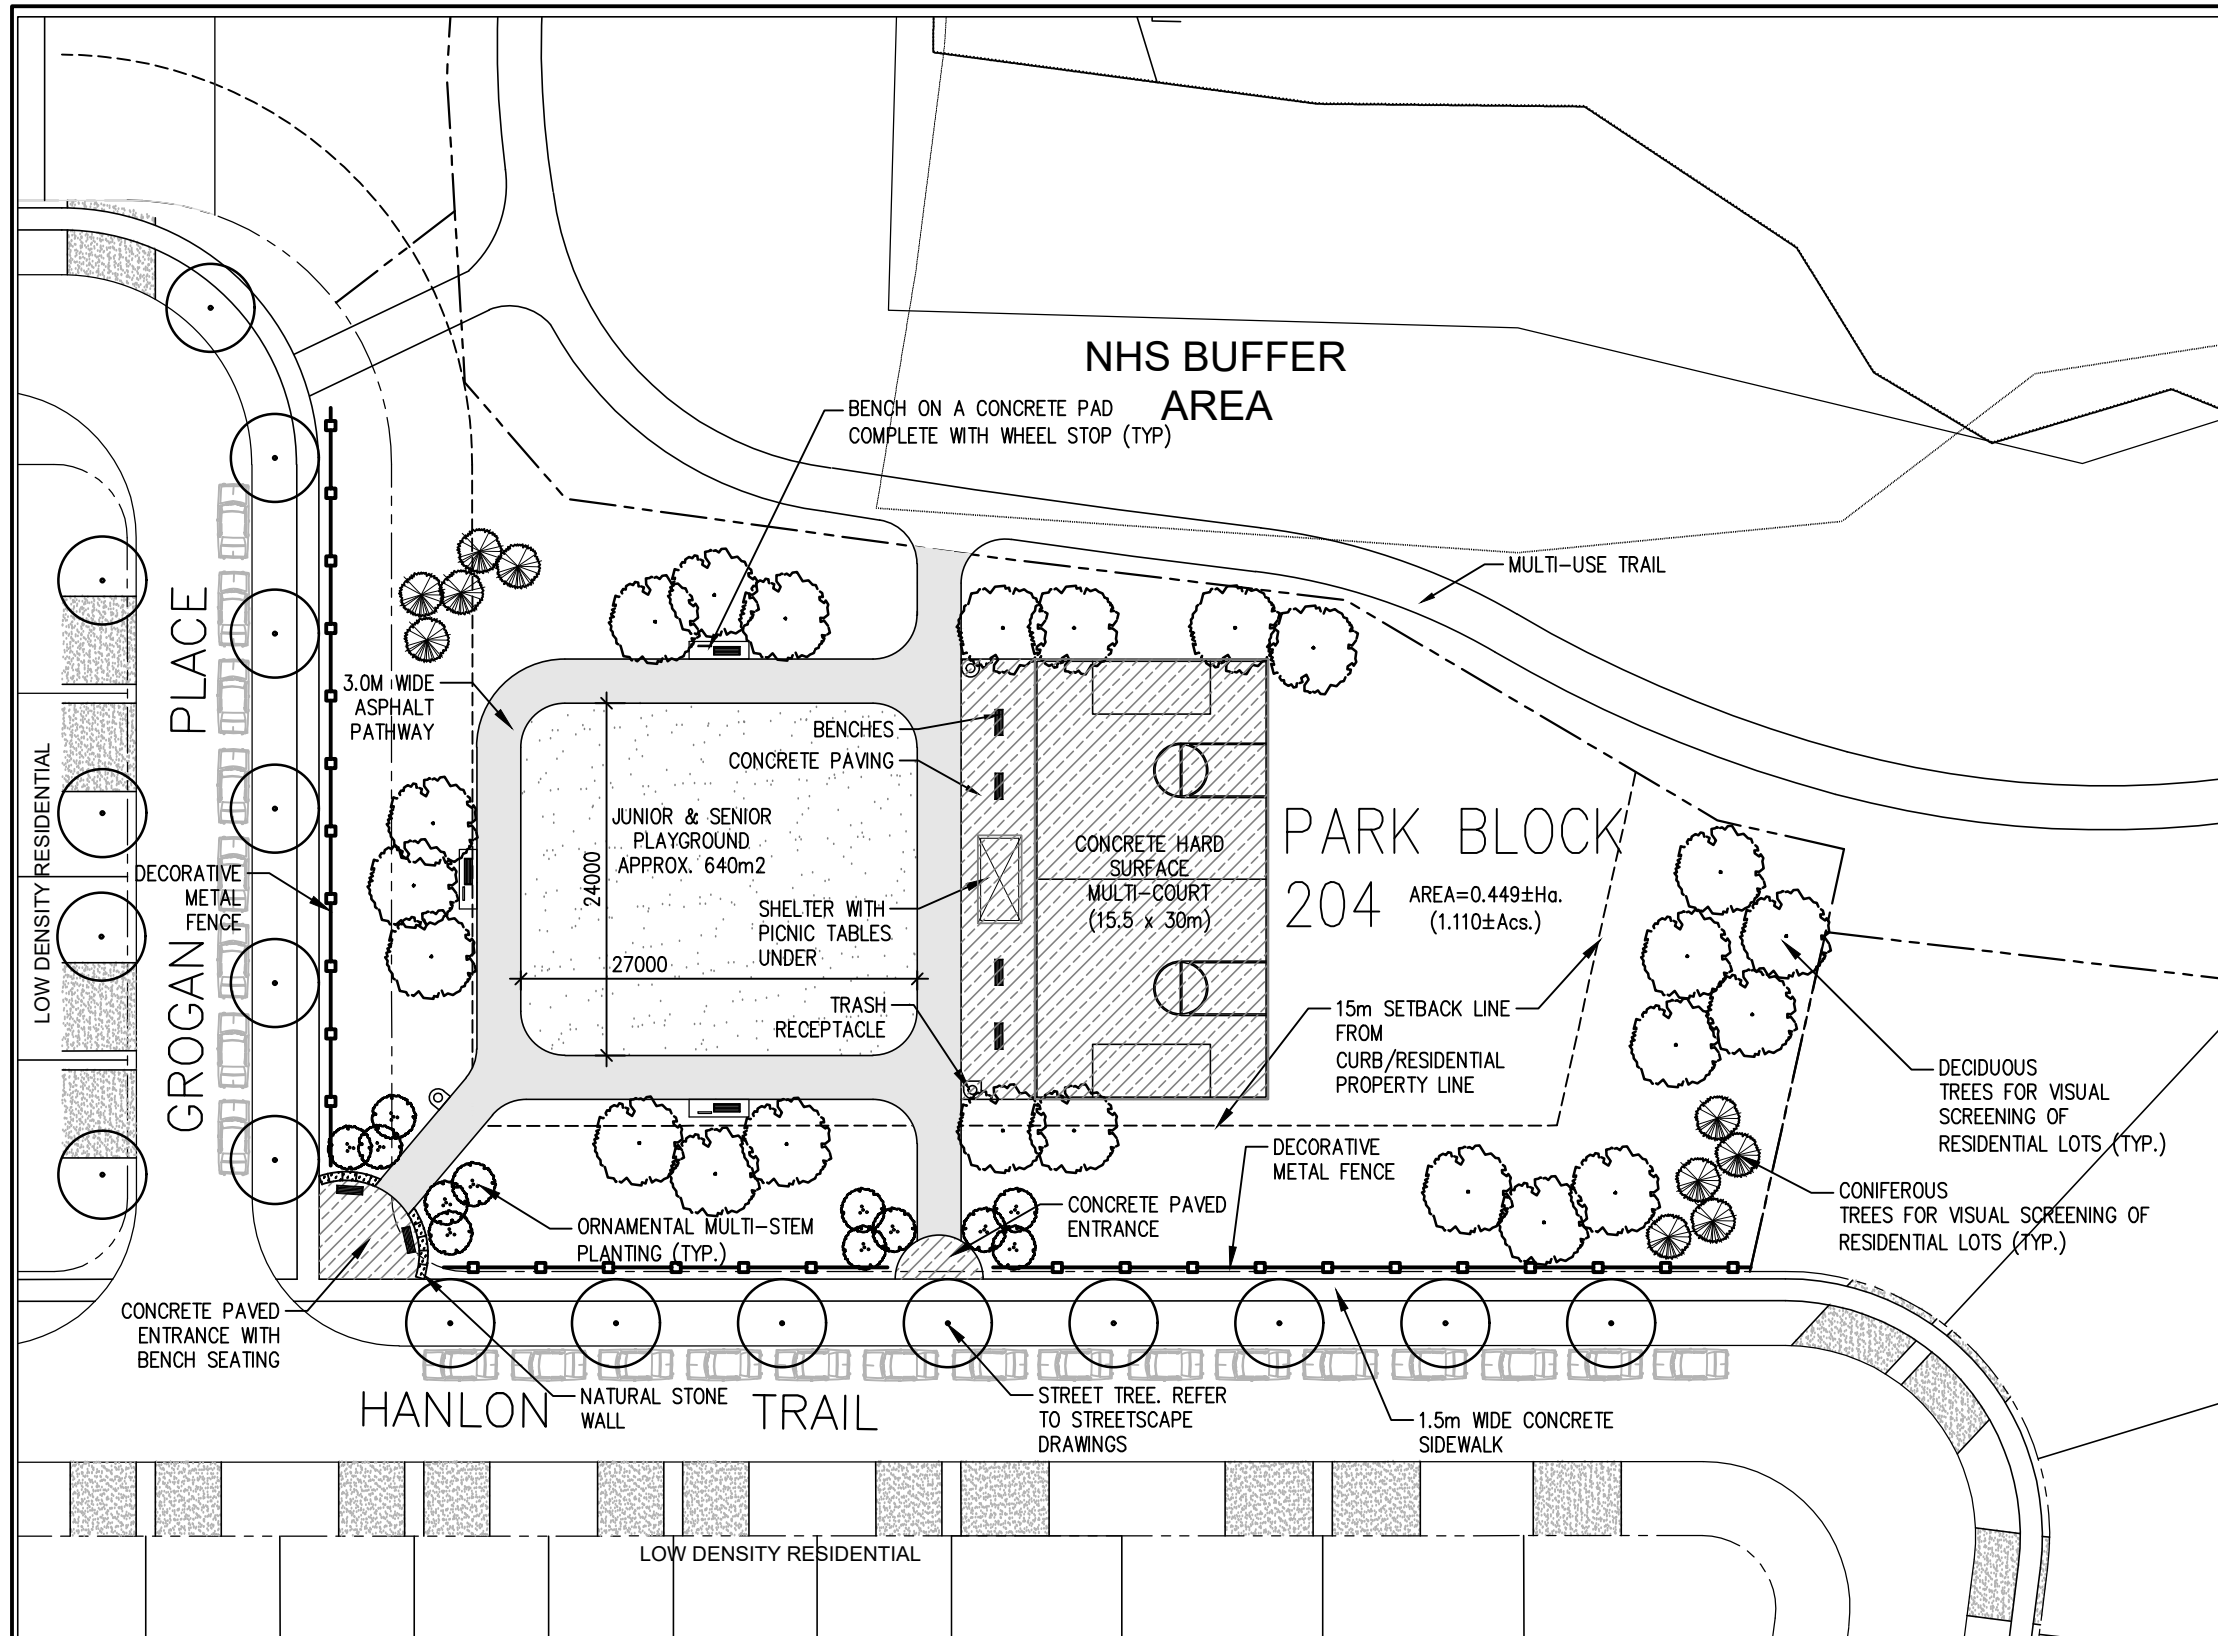 NHS BUFFER
AREA
BENCH ON A CONCRETE PAD
COMPLETE WITH WHEEL STOP (TYP)
MULTI-USE TRAIL
GROGAN PLACE
LOW DENSITY RESIDENTIAL
3.0M WIDE
ASPHALT
PATHWAY
BENCHES
CONCRETE PAVING
JUNIOR & SENIOR
PLAYGROUND
APPROX. 640m2
24000
27000
CONCRETE HARD
SURFACE
MULTI-COURT
(15.5 x 30m)
PARK BLOCK
204
AREA=0.449±Ha.
(1.110±Acs.)
DECORATIVE
METAL
FENCE
SHELTER WITH
PICNIC TABLES
UNDER
TRASH
RECEPTACLE
15m SETBACK LINE
FROM
CURB/RESIDENTIAL
PROPERTY LINE
DECIDUOUS
TREES FOR VISUAL
SCREENING OF
RESIDENTIAL LOTS (TYP.)
DECORATIVE
METAL FENCE
CONIFEROUS
TREES FOR VISUAL SCREENING OF
RESIDENTIAL LOTS (TYP.)
CONCRETE PAVED
ENTRANCE
ORNAMENTAL MULTI-STEM
PLANTING (TYP.)
CONCRETE PAVED
ENTRANCE WITH
BENCH SEATING
HANLON TRAIL
NATURAL STONE
WALL
STREET TREE. REFER
TO STREETSCAPE
DRAWINGS
1.5m WIDE CONCRETE
SIDEWALK
LOW DENSITY RESIDENTIAL